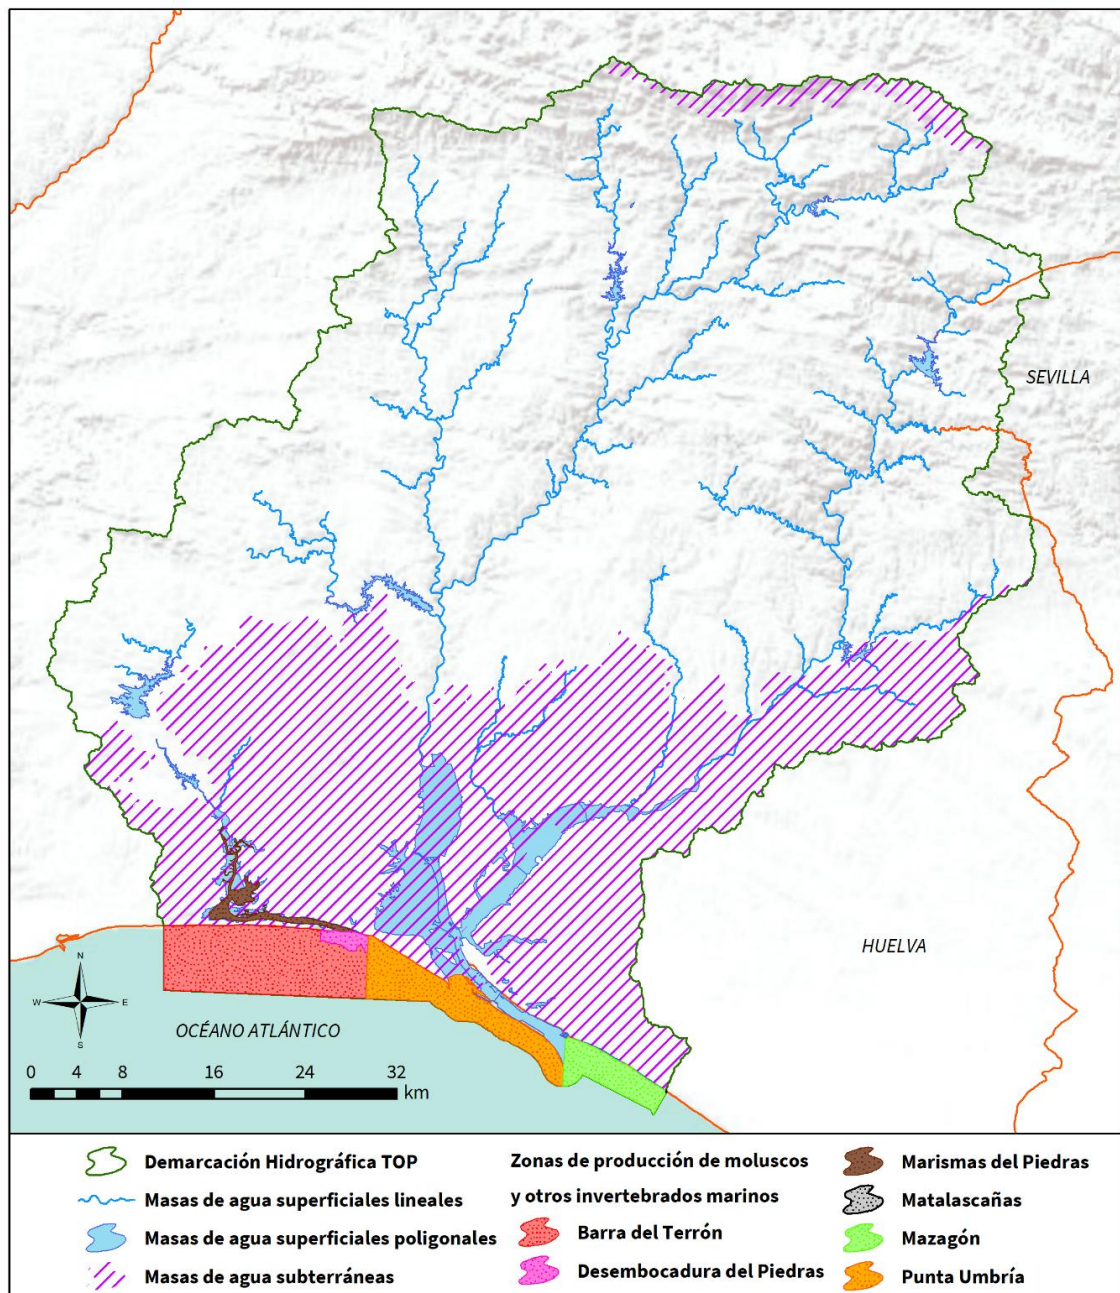 SEVILLA
HUELVA
N
W E
S
OCÉANO ATLÁNTICO
0 4 8 16 24 32
km
Demarcación Hidrográfica TOP
Masas de agua superficiales lineales
Masas de agua superficiales poligonales
Masas de agua subterráneas
Zonas de producción de moluscos
y otros invertebrados marinos
Barra del Terrón
Desembocadura del Piedras
Marismas del Piedras
Matalascañas
Mazagón
Punta Umbría